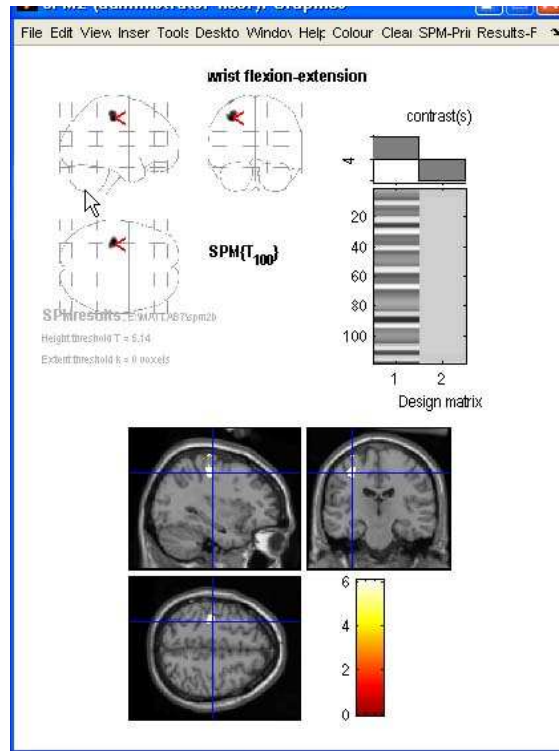 File Edit View Inser Tools Deskto Window Help Colour Clear SPM-Prin Results-F
wrist flexion-extension
contrast(s)
4
SPM{T100}
20
40
60
80
100
1 2
Design matrix
SPMresults:
Height threshold T = 5.14
Extent threshold k = 0 voxels
6
4
2
0